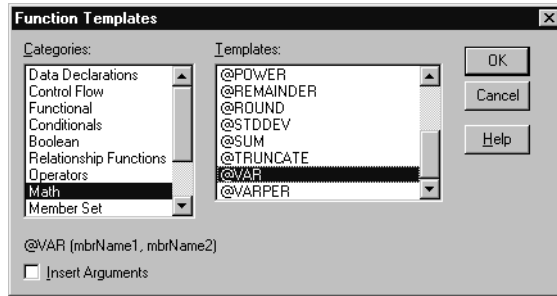 Function Templates
Categories:
Data Declarations
Control Flow
Functional
Conditionals
Boolean
Relationship Functions
Operators
Math
Member Set
Templates:
@POWER
@REMAINDER
@ROUND
@STDDEV
@SUM
@TRUNCATE
@VAR
@VARPER
OK
Cancel
Help
@VAR (mbrName1, mbrName2)
Insert Arguments